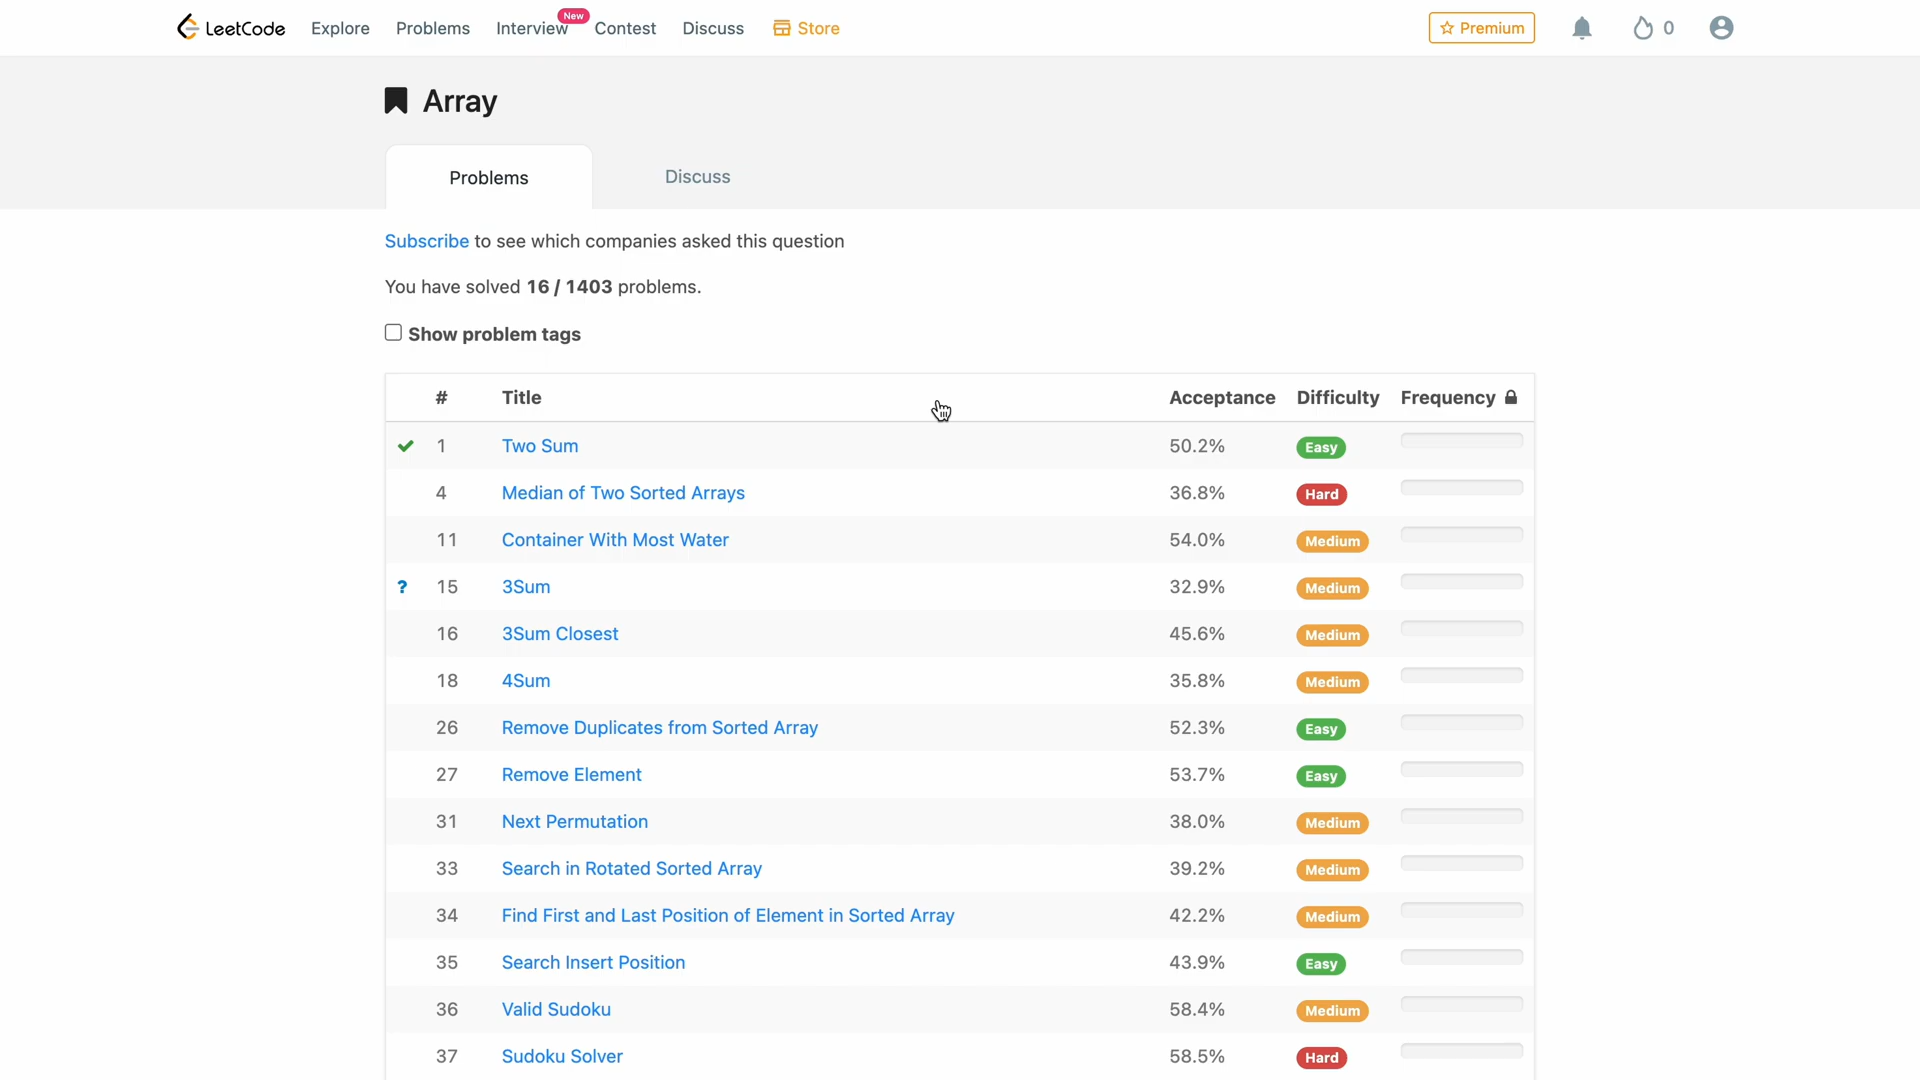 LeetCode Explore Problems Interview New Contest Discuss Store Premium 0
Array
Problems Discuss
Subscribe to see which companies asked this question
You have solved 16 / 1403 problems.
Show problem tags
# Title Acceptance Difficulty Frequency
1 Two Sum 50.2% Easy
4 Median of Two Sorted Arrays 36.8% Hard
11 Container With Most Water 54.0% Medium
? 15 3Sum 32.9% Medium
16 3Sum Closest 45.6% Medium
18 4Sum 35.8% Medium
26 Remove Duplicates from Sorted Array 52.3% Easy
27 Remove Element 53.7% Easy
31 Next Permutation 38.0% Medium
33 Search in Rotated Sorted Array 39.2% Medium
34 Find First and Last Position of Element in Sorted Array 42.2% Medium
35 Search Insert Position 43.9% Easy
36 Valid Sudoku 58.4% Medium
37 Sudoku Solver 58.5% Hard